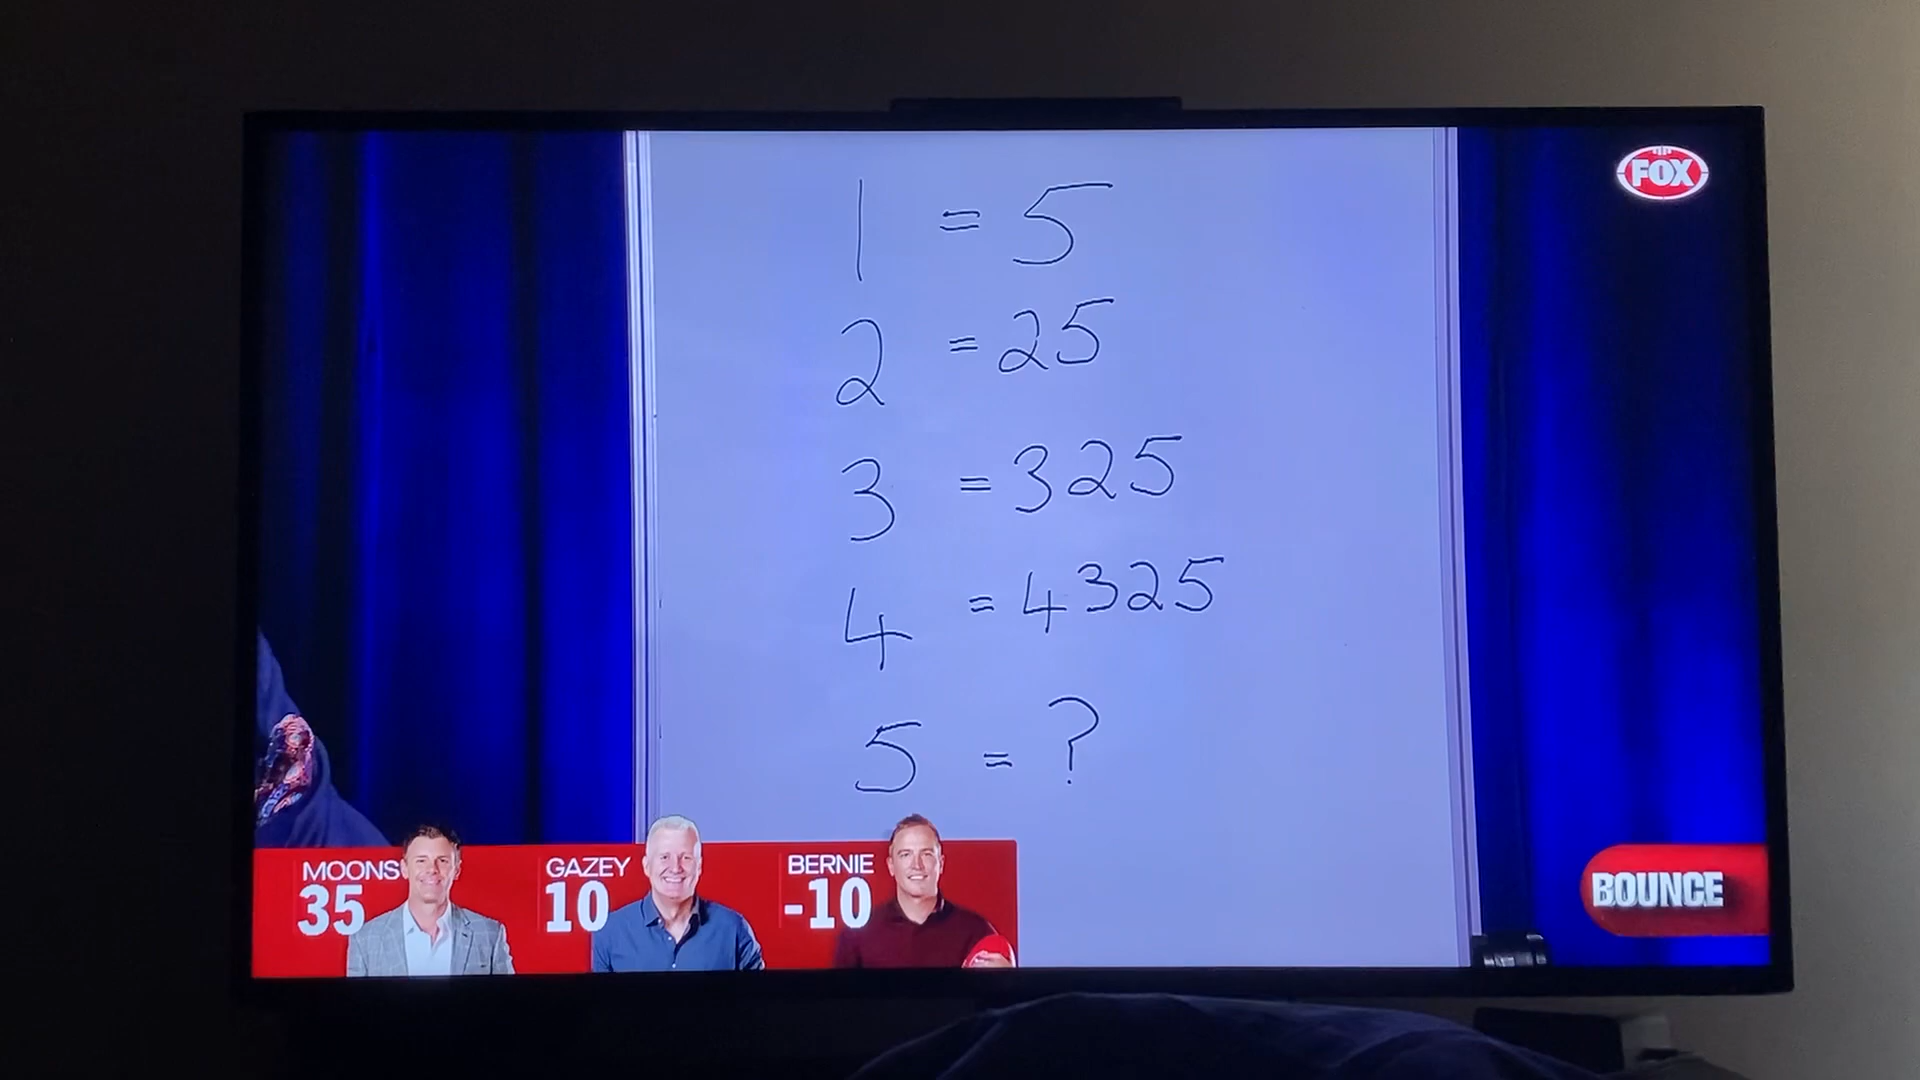 FOX
1 = 5
2 = 25
3 = 325
4 = 4325
5 = ?
MOONS GAZEY BERNIE
35 10 -10
BOUNCE